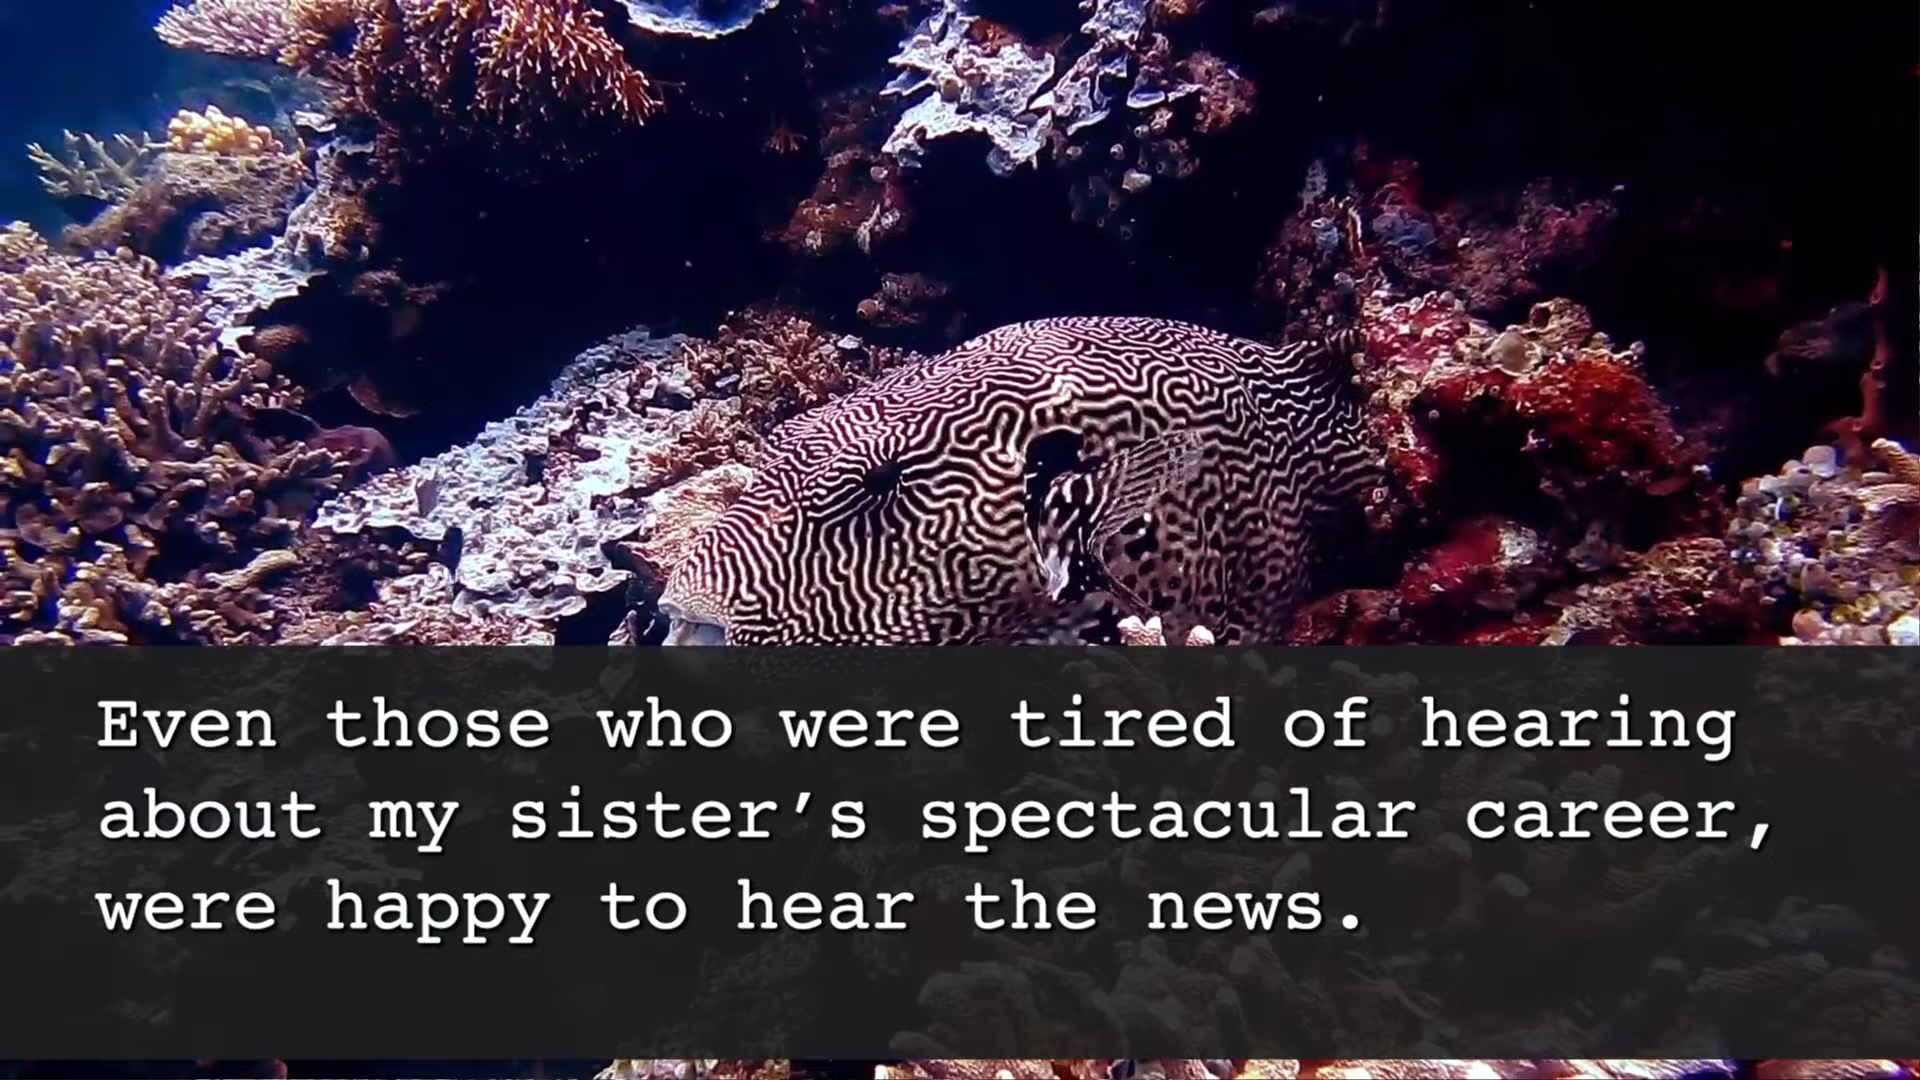 Even those who were tired of hearing
about my sister’s spectacular career,
were happy to hear the news.